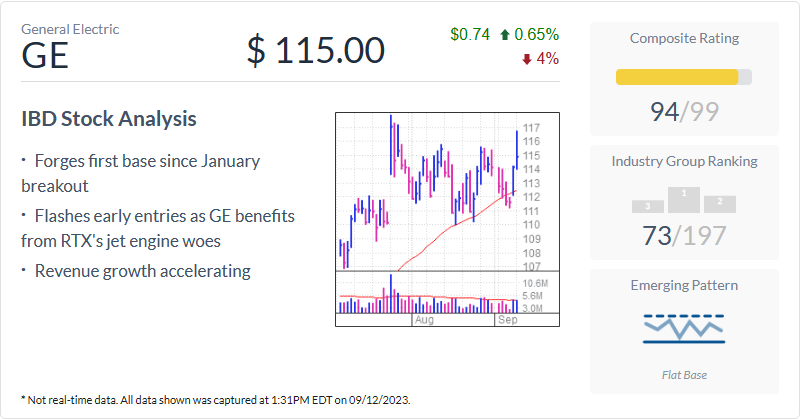 General Electric
GE
$ 115.00
$0.74 0.65%
4%
IBD Stock Analysis
· Forges first base since January
breakout
· Flashes early entries as GE benefits
from RTX's jet engine woes
· Revenue growth accelerating
117
116
115
114
113
112
111
110
109
108
107
10.6M
5.6M
3.0M
Aug
Sep
Composite Rating
94/99
Industry Group Ranking
3 1 2
73/197
Emerging Pattern
Flat Base
* Not real-time data. All data shown was captured at 1:31PM EDT on 09/12/2023.